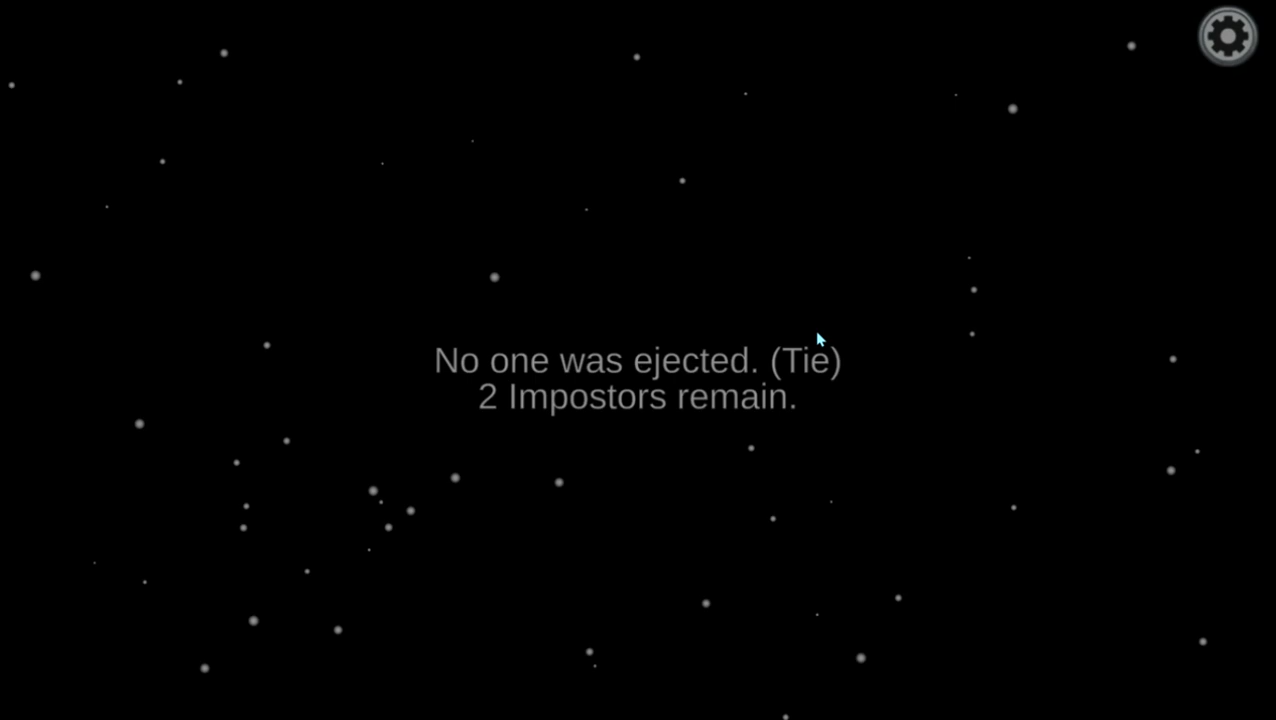 No one was ejected. (Tie)
2 Impostors remain.